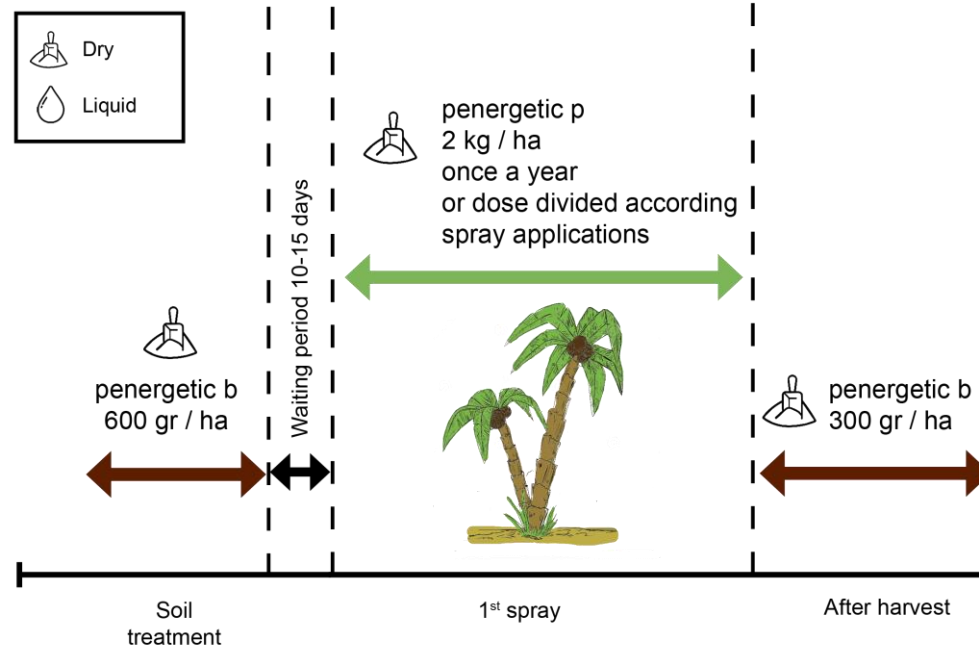 Dry
Liquid
penergetic p
2 kg / ha
once a year
or dose divided according
spray applications
Waiting period 10-15 days
penergetic b
600 gr / ha
penergetic b
300 gr / ha
Soil
treatment
1st spray
After harvest